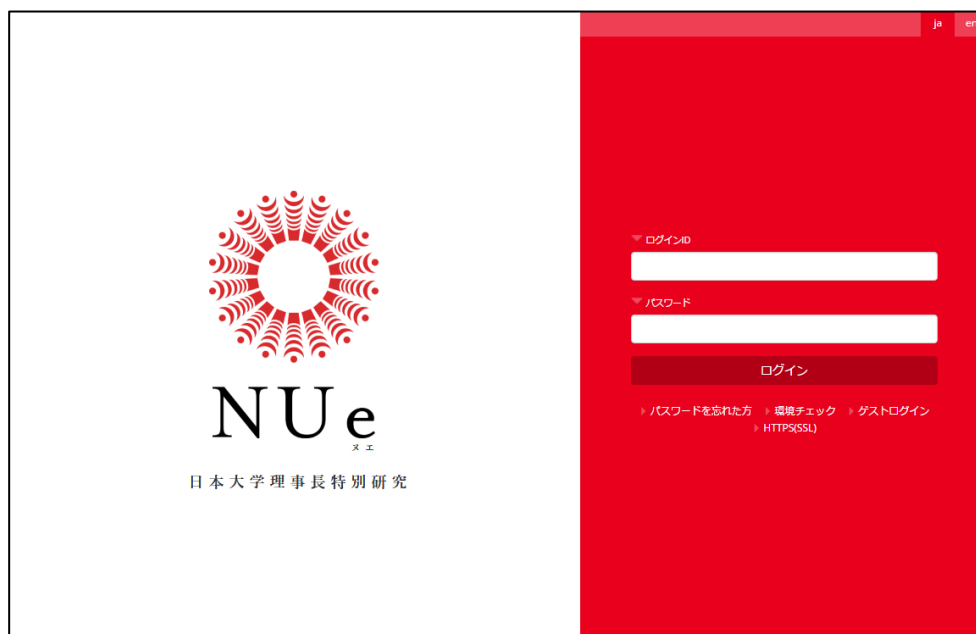 ja en
NUe
ヌエ
日本大学理事長特別研究
ログインID
パスワード
ログイン
パスワードを忘れた方 環境チェック ゲストログイン
HTTPS(SSL)